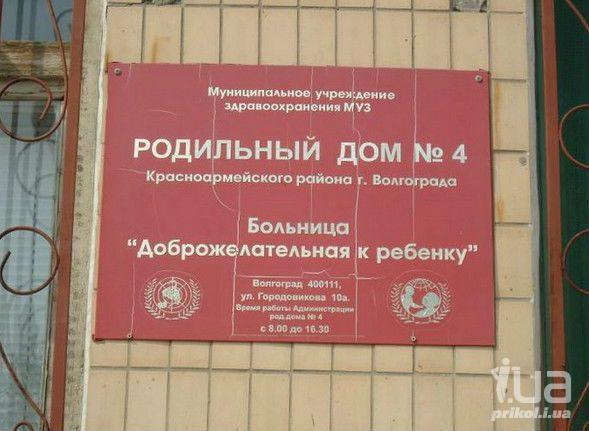 Муниципальное учреждение
здравоохранения МУЗ
РОДИЛЬНЫЙ ДОМ № 4
Красноармейского района г. Волгограда
Больница
"Доброжелательная к ребенку"
Волгоград 400111,
ул. Городовикова 10а.
Время работы Администрации
род.дома № 4
с 8.00 до 16.30
i.ua
prikol.i.ua